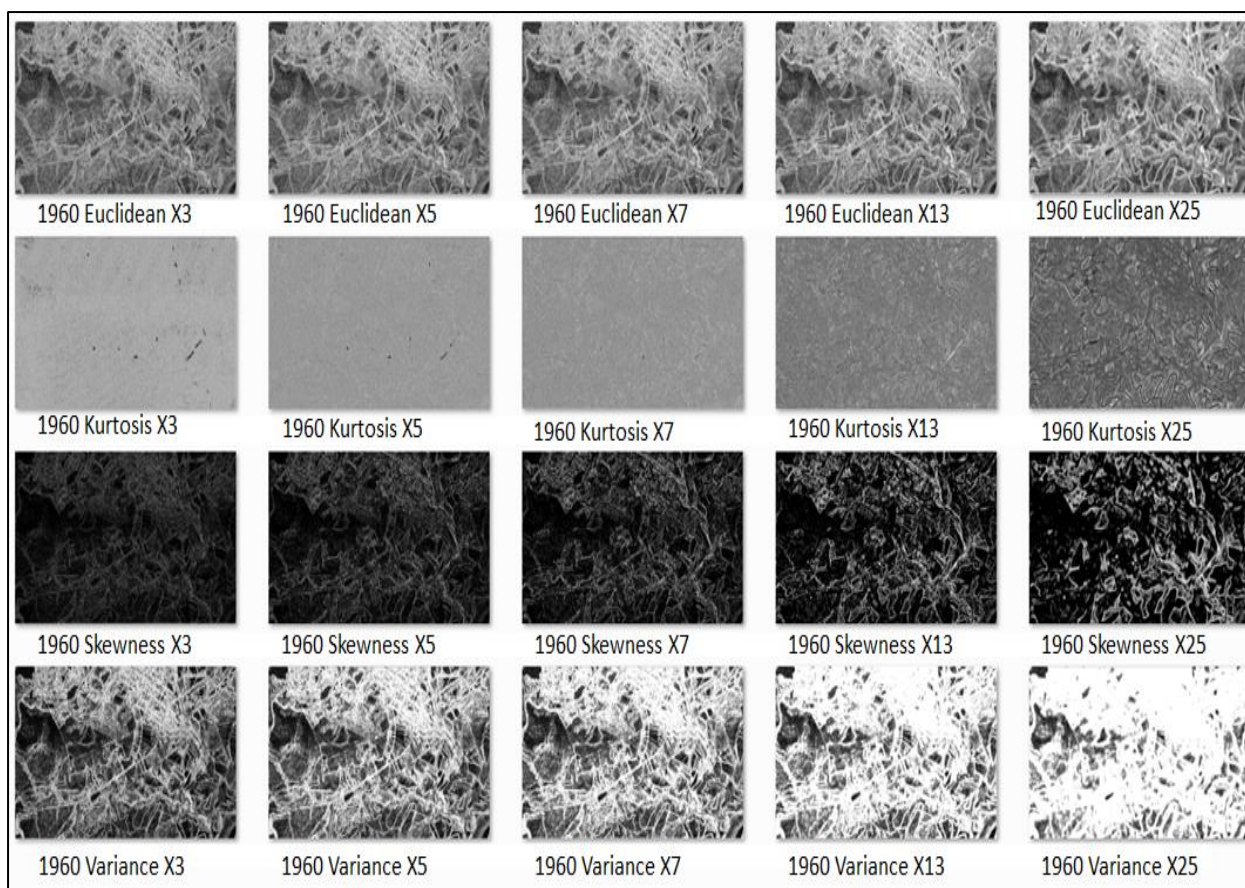 1960 Euclidean X3
1960 Euclidean X5
1960 Euclidean X7
1960 Euclidean X13
1960 Euclidean X25
1960 Kurtosis X3
1960 Kurtosis X5
1960 Kurtosis X7
1960 Kurtosis X13
1960 Kurtosis X25
1960 Skewness X3
1960 Skewness X5
1960 Skewness X7
1960 Skewness X13
1960 Skewness X25
1960 Variance X3
1960 Variance X5
1960 Variance X7
1960 Variance X13
1960 Variance X25